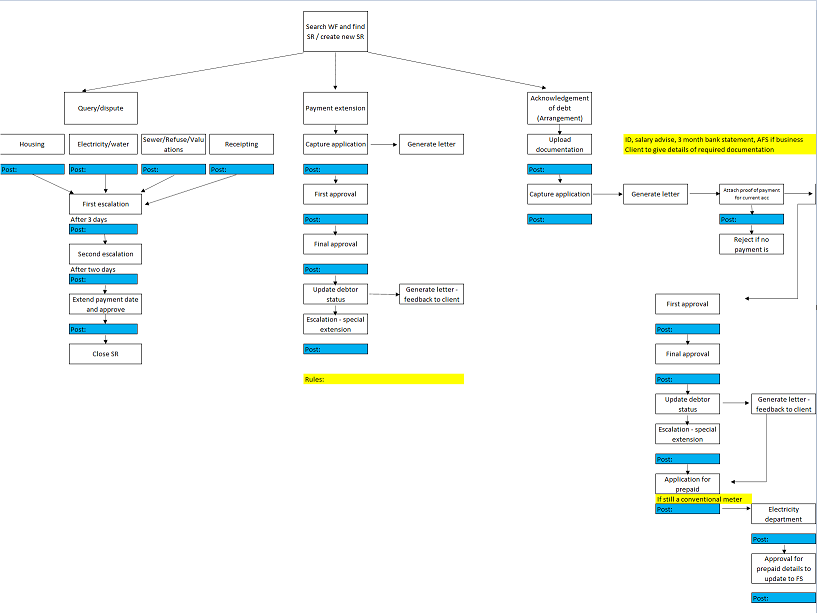 Search WF and find
SR / create new SR
Query/dispute
Payment extension
Acknowledgement
of debt
(Arrangement)
Housing
Electricity/water
Sewer/Refuse/Valu
ations
Receipting
Capture application
Generate letter
Upload
documentation
ID, salary advise, 3 month bank statement, AFS if business
Client to give details of required documentation
Post:
Post:
Post:
Post:
Post:
Post:
First escalation
First approval
Capture application
Generate letter
Attach proof of payment
for current acc
After 3 days
Post:
Post:
Post:
Post:
Second escalation
Final approval
Reject if no
payment is
After two days
Post:
Post:
Extend payment date
and approve
Update debtor
status
Generate letter -
feedback to client
First approval
Post:
Escalation - special
extension
Post:
Close SR
Post:
Final approval
Rules:
Post:
Update debtor
status
Generate letter -
feedback to client
Escalation - special
extension
Post:
Application for
prepaid
If still a conventional meter
Post:
Electricity
department
Post:
Approval for
prepaid details to
update to FS
Post: